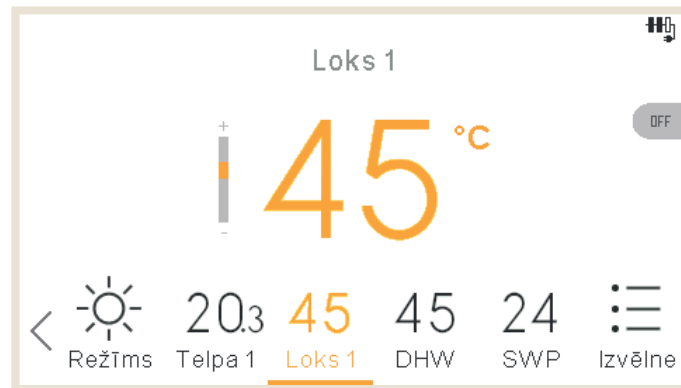 Loks 1
+
45 °C
OFF
-
20.3 45 45 24
Režīms Telpa 1 Loks 1 DHW SWP Izvēlne